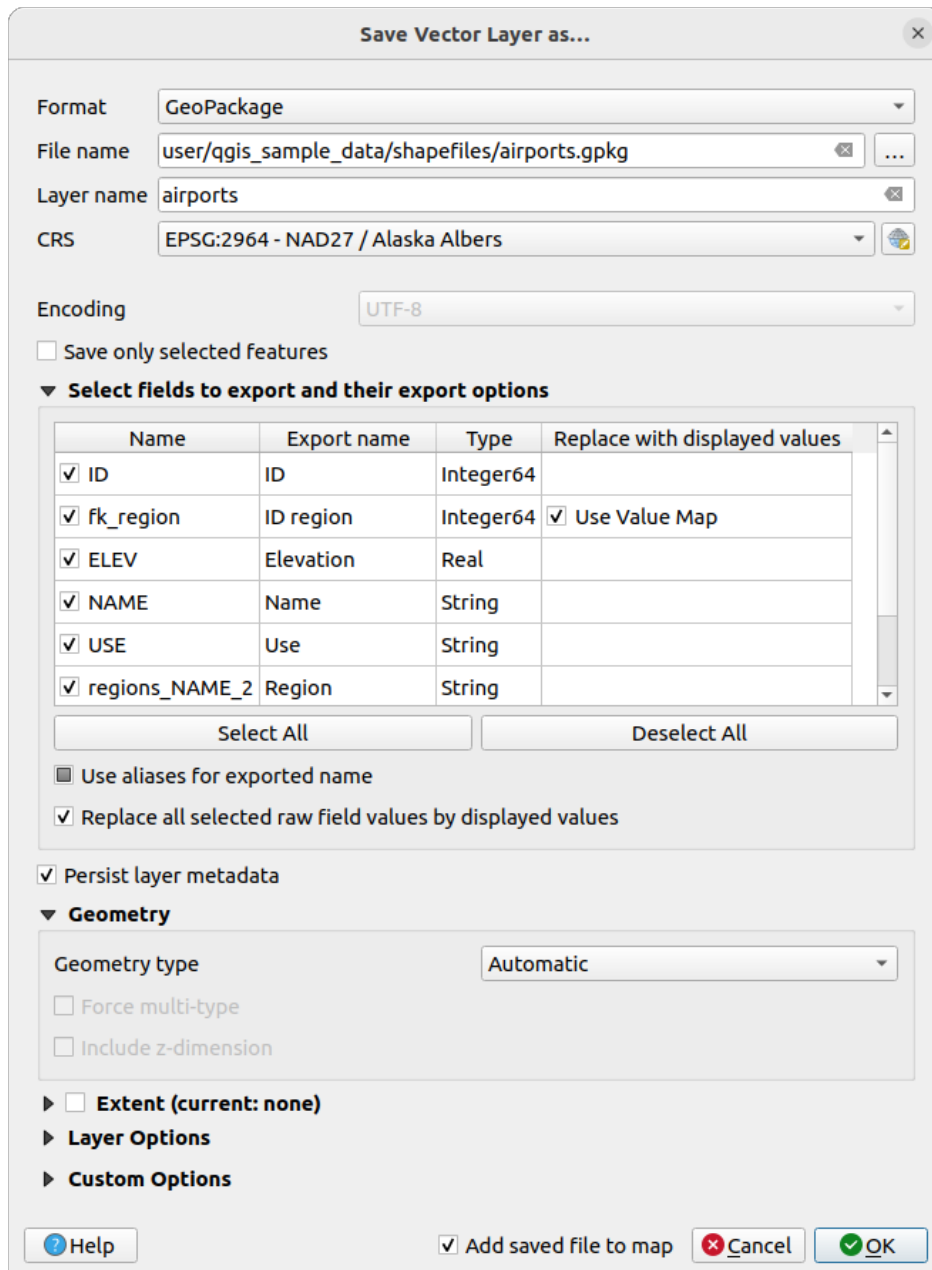 Save Vector Layer as...
Format GeoPackage
File name user/qgis_sample_data/shapefiles/airports.gpkg ...
Layer name airports
CRS EPSG:2964 - NAD27 / Alaska Albers
Encoding UTF-8
Save only selected features
Select fields to export and their export options
Name Export name Type Replace with displayed values
ID ID Integer64
fk_region ID region Integer64 Use Value Map
ELEV Elevation Real
NAME Name String
USE Use String
regions_NAME_2 Region String
Select All Deselect All
Use aliases for exported name
Replace all selected raw field values by displayed values
Persist layer metadata
Geometry
Geometry type Automatic
Force multi-type
Include z-dimension
Extent (current: none)
Layer Options
Custom Options
Help Add saved file to map Cancel OK